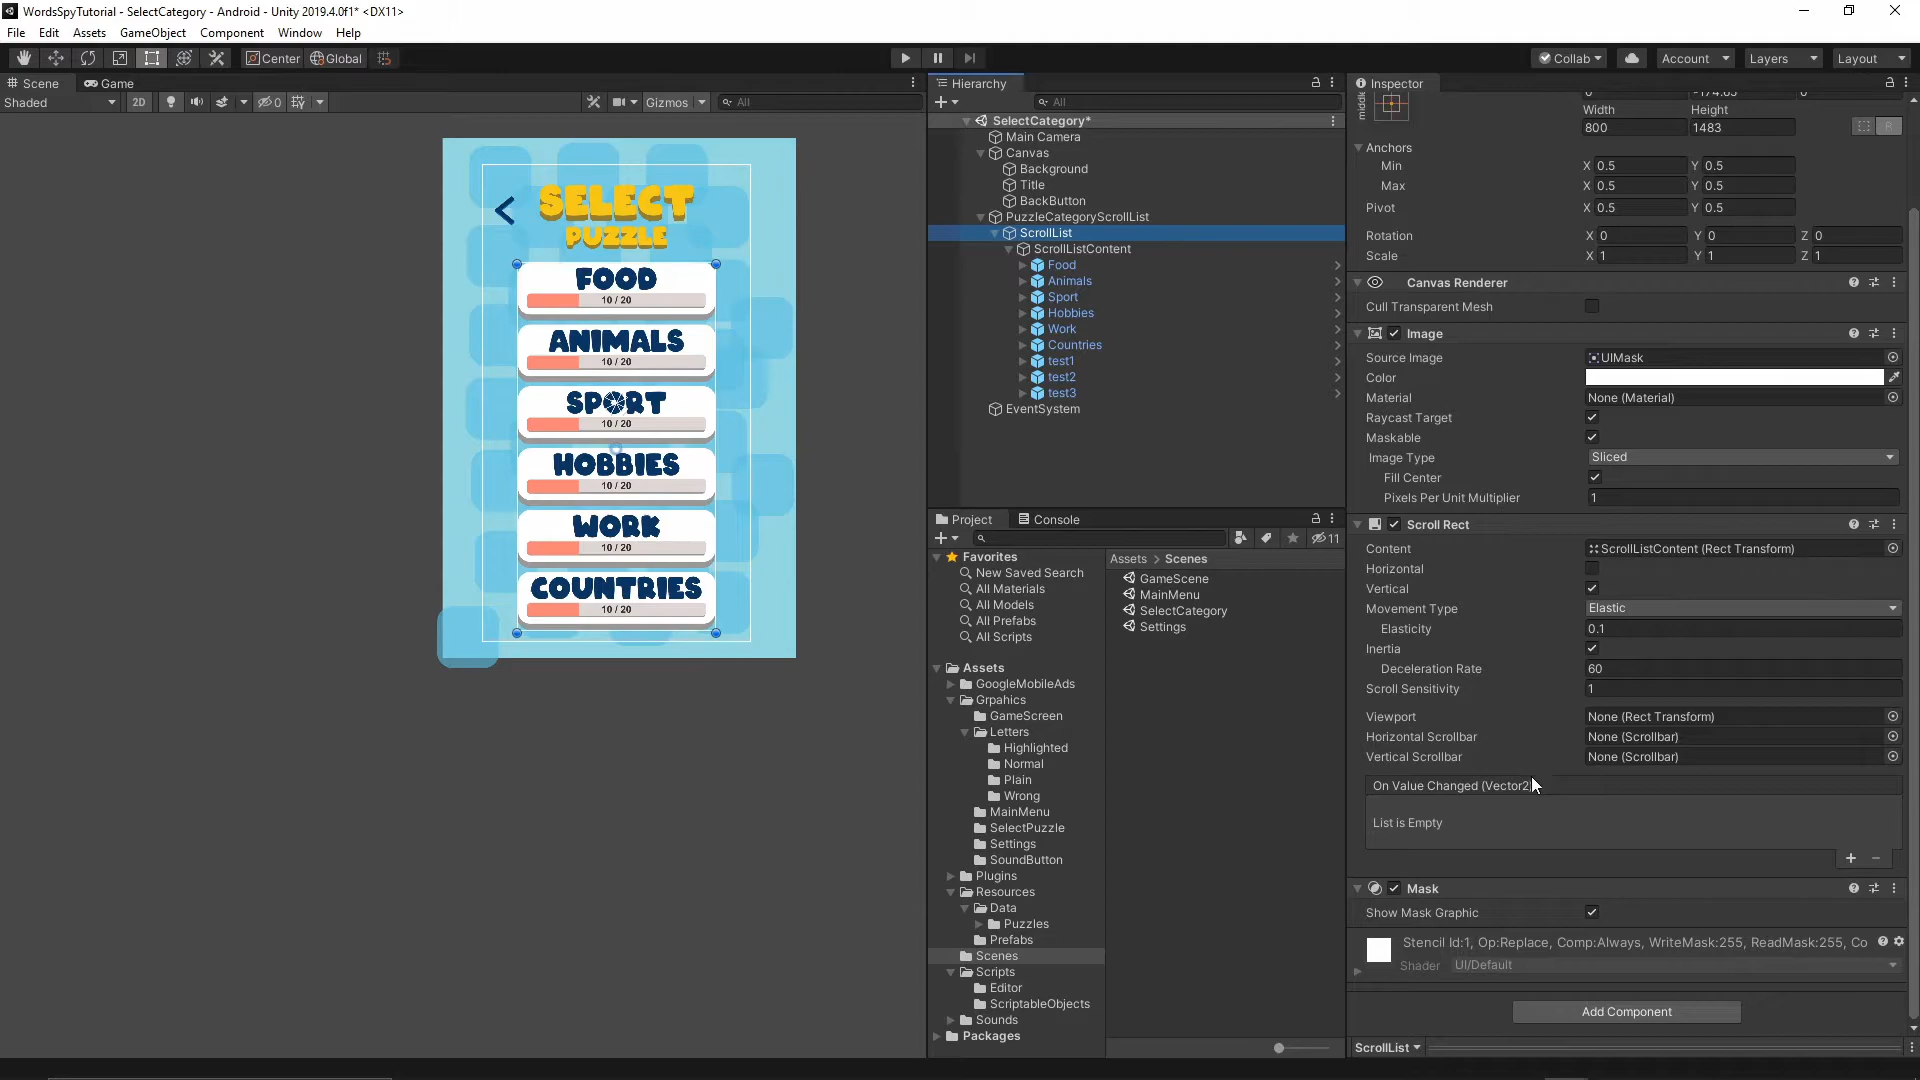 WordsSpyTutorial - SelectCategory - Android - Unity 2019.4.0f1* <DX11>
File Edit Assets GameObject Component Window Help
Center Global
Collab Account Layers Layout
Scene Game
Shaded 2D 0 Gizmos All
SELECT
PUZZLE
FOOD
10 / 20
ANIMALS
10 / 20
SPORT
10 / 20
HOBBIES
10 / 20
WORK
10 / 20
COUNTRIES
10 / 20
Hierarchy
All
SelectCategory*
Main Camera
Canvas
Background
Title
BackButton
PuzzleCategoryScrollList
ScrollList
ScrollListContent
Food
Animals
Sport
Hobbies
Work
Countries
test1
test2
test3
EventSystem
Project Console
11
Favorites
New Saved Search
All Materials
All Models
All Prefabs
All Scripts
Assets
GoogleMobileAds
Grpahics
GameScreen
Letters
Highlighted
Normal
Plain
Wrong
MainMenu
SelectPuzzle
Settings
SoundButton
Plugins
Resources
Data
Puzzles
Prefabs
Scenes
Scripts
Editor
ScriptableObjects
Sounds
Packages
Assets > Scenes
GameScene
MainMenu
SelectCategory
Settings
Inspector
middle
Width Height
800 1483
R
Anchors
Min X 0.5 Y 0.5
Max X 0.5 Y 0.5
Pivot X 0.5 Y 0.5
Rotation X 0 Y 0 Z 0
Scale X 1 Y 1 Z 1
Canvas Renderer
Cull Transparent Mesh
Image
Source Image UIMask
Color
Material None (Material)
Raycast Target
Maskable
Image Type Sliced
Fill Center
Pixels Per Unit Multiplier 1
Scroll Rect
Content ScrollListContent (Rect Transform)
Horizontal
Vertical
Movement Type Elastic
Elasticity 0.1
Inertia
Deceleration Rate 60
Scroll Sensitivity 1
Viewport None (Rect Transform)
Horizontal Scrollbar None (Scrollbar)
Vertical Scrollbar None (Scrollbar)
On Value Changed (Vector2)
List is Empty
Mask
Show Mask Graphic
Stencil Id:1, Op:Replace, Comp:Always, WriteMask:255, ReadMask:255, Co
Shader UI/Default
Add Component
ScrollList